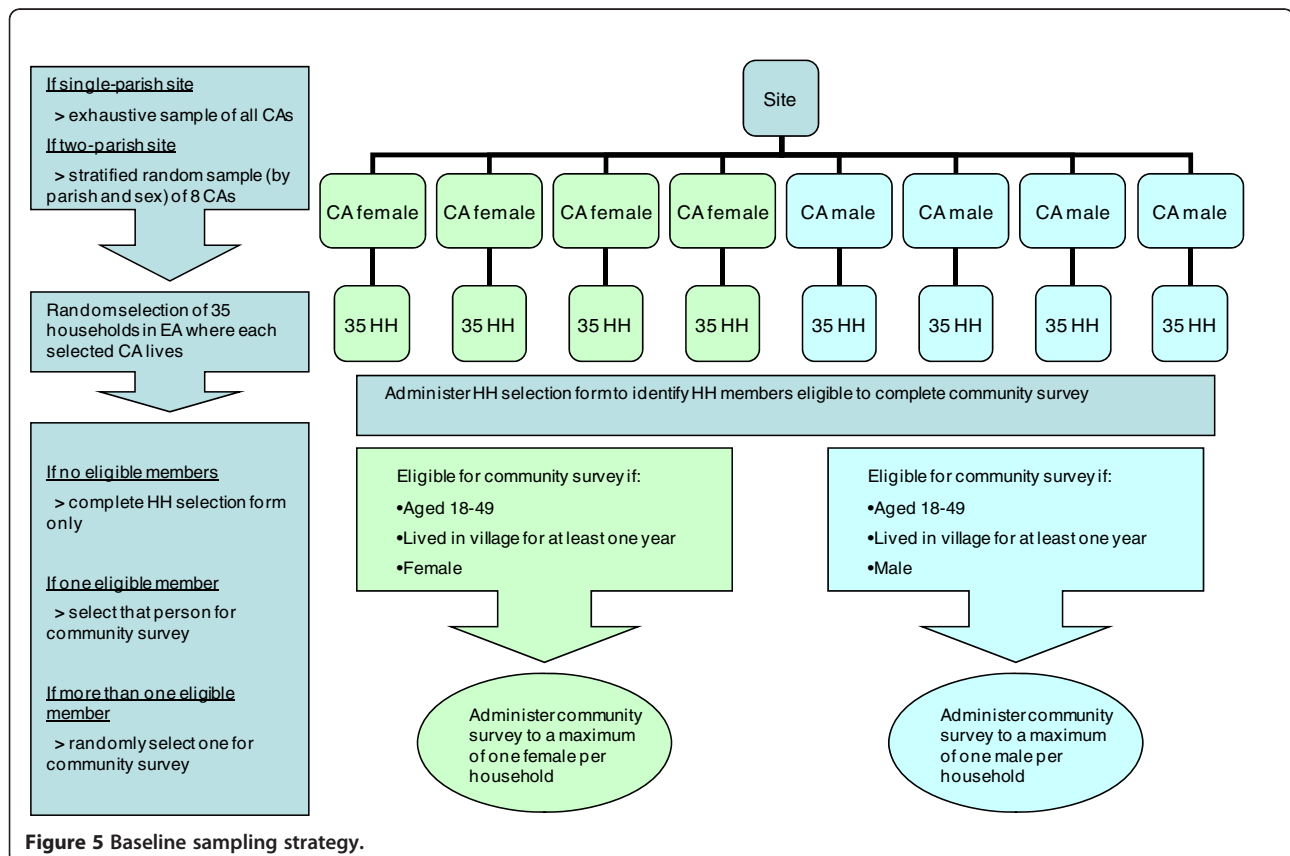 If single-parish site
> exhaustive sample of all CAs
If two-parish site
> stratified random sample (by
parish and sex) of 8 CAs
Random selection of 35
households in EA where each
selected CA lives
If no eligible members
> complete HH selection form
only
If one eligible member
> select that person for
community survey
If more than one eligible
member
> randomly select one for
community survey
Site
CA female
CA female
CA female
CA female
CA male
CA male
CA male
CA male
35 HH
35 HH
35 HH
35 HH
35 HH
35 HH
35 HH
35 HH
Administer HH selection form to identify HH members eligible to complete community survey
Eligible for community survey if:
•Aged 18-49
•Lived in village for at least one year
•Female
Eligible for community survey if:
•Aged 18-49
•Lived in village for at least one year
•Male
Administer community
survey to a maximum
of one female per
household
Administer community
survey to a maximum
of one male per
household
Figure 5 Baseline sampling strategy.